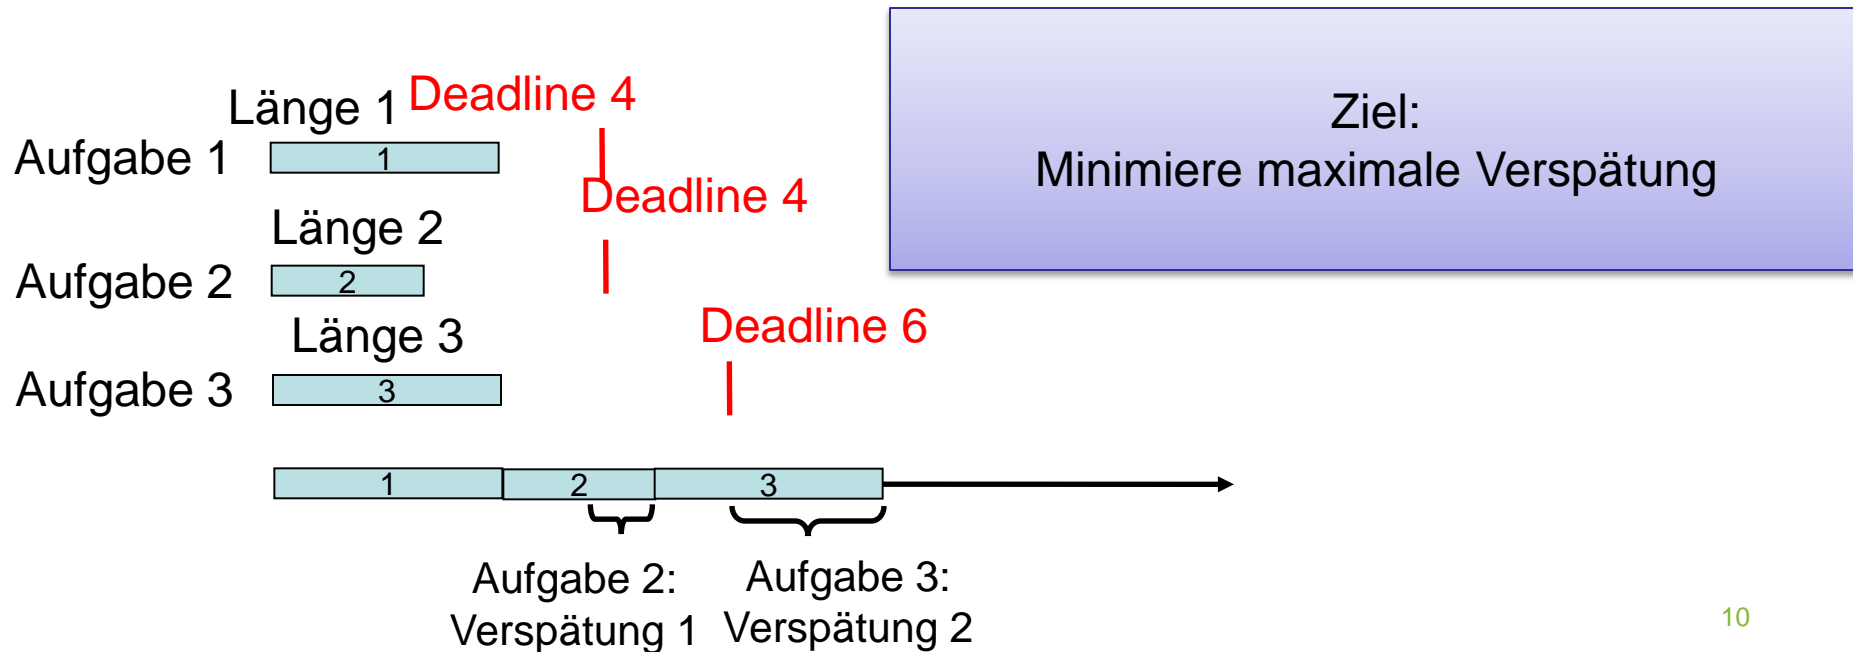 Ziel:
Minimiere maximale Verspätung
Länge 1
Deadline 4
Aufgabe 1
1
Deadline 4
Länge 2
Aufgabe 2
2
Länge 3
Deadline 6
Aufgabe 3
3
1
2
3
Aufgabe 2:
Verspätung 1
Aufgabe 3:
Verspätung 2
10